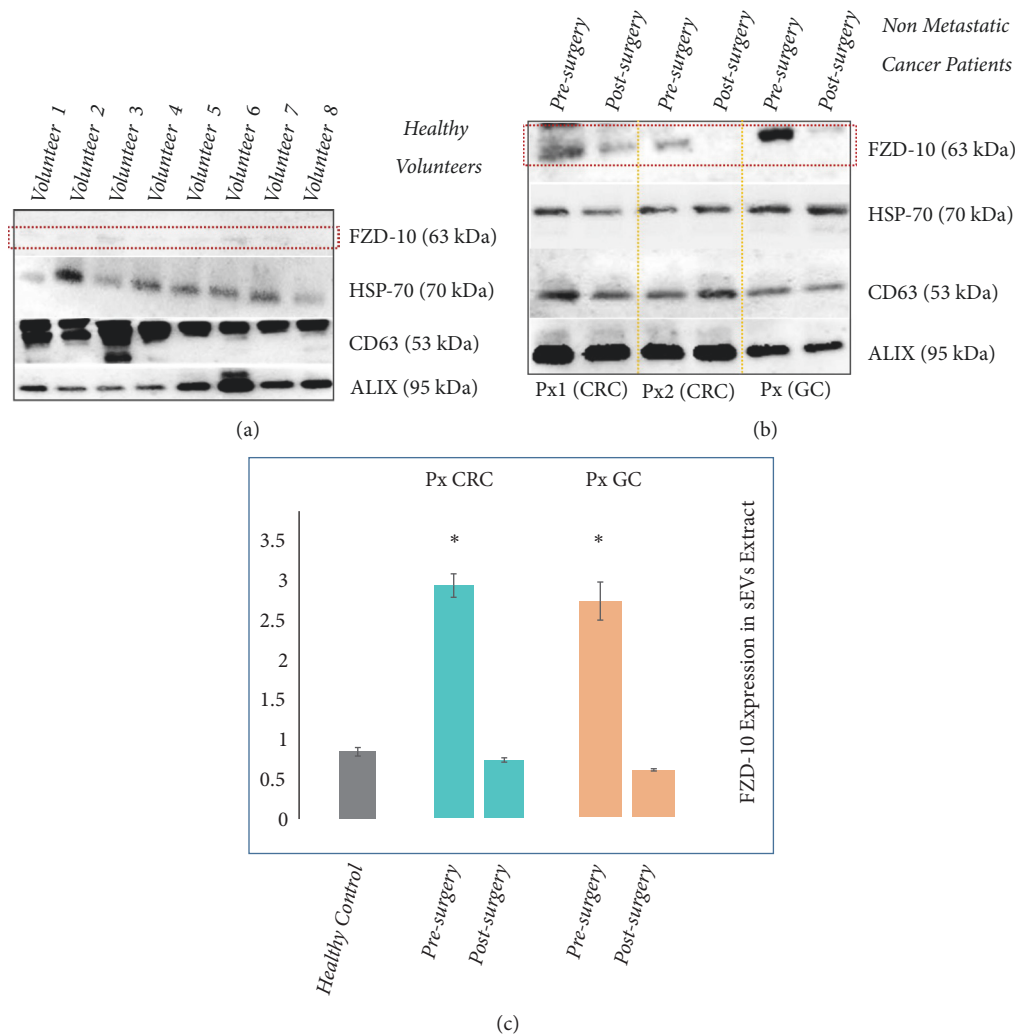 Volunteer 1
Volunteer 2
Volunteer 3
Volunteer 4
Volunteer 5
Volunteer 6
Volunteer 7
Volunteer 8
Healthy
Volunteers
FZD-10 (63 kDa)
HSP-70 (70 kDa)
CD63 (53 kDa)
ALIX (95 kDa)
(a)
Pre-surgery
Post-surgery
Pre-surgery
Post-surgery
Pre-surgery
Post-surgery
Non Metastatic
Cancer Patients
FZD-10 (63 kDa)
HSP-70 (70 kDa)
CD63 (53 kDa)
ALIX (95 kDa)
Px1 (CRC) Px2 (CRC) Px (GC)
(b)
Px CRC Px GC
3.5
3
2.5
2
1.5
1
0.5
0
* *
FZD-10 Expression in sEVs Extract
Healthy Control
Pre-surgery
Post-surgery
Pre-surgery
Post-surgery
(c)